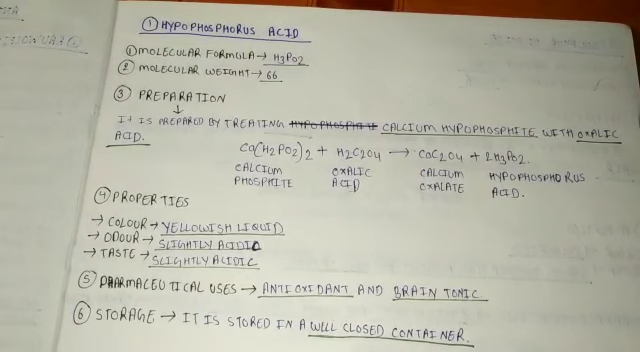 ① HYPOPHOSPHORUS ACID
① MOLECULAR FORMULA → H3PO2
② MOLECULAR WEIGHT → 66
③ PREPARATION
↓
It IS PREPARED BY TREATING HYPOPHOSPHITE CALCIUM HYPOPHOSPHITE WITH OXALIC
ACID.
Ca(H2PO2)2 + H2C2O4 → CaC2O4 + 2H3PO2.
CALCIUM OXALIC CALCIUM HYPOPHOSPHORUS
PHOSPHITE ACID OXALATE ACID.
④ PROPERTIES
→ COLOUR → YELLOWISH LIQUID
→ ODOUR → SLIGHTLY ACIDIC
→ TASTE → SLIGHTLY ACIDIC
⑤ PHARMACEUTICAL USES → ANTIOXIDANT AND BRAIN TONIC
⑥ STORAGE → IT IS STORED IN A WELL CLOSED CONTAINER.